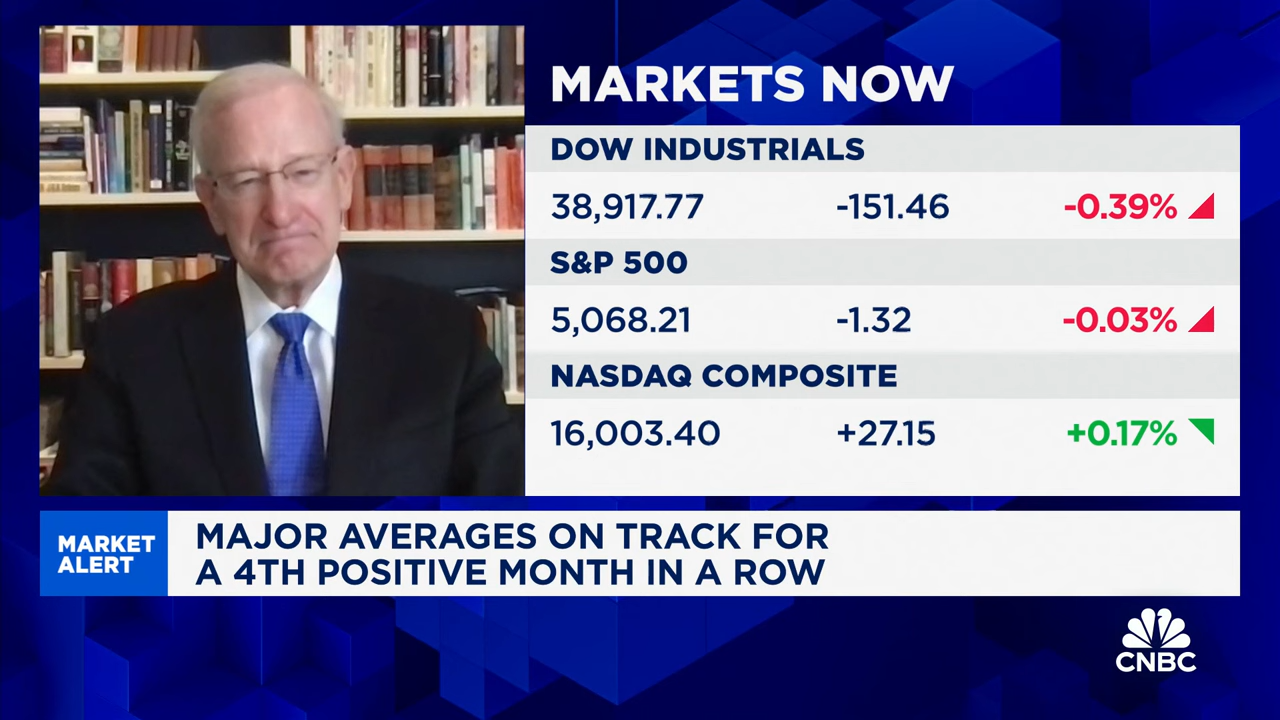 MARKETS NOW
DOW INDUSTRIALS
38,917.77 -151.46 -0.39%
S&P 500
5,068.21 -1.32 -0.03%
NASDAQ COMPOSITE
16,003.40 +27.15 +0.17%
MARKET
ALERT
MAJOR AVERAGES ON TRACK FOR
A 4TH POSITIVE MONTH IN A ROW
CNBC